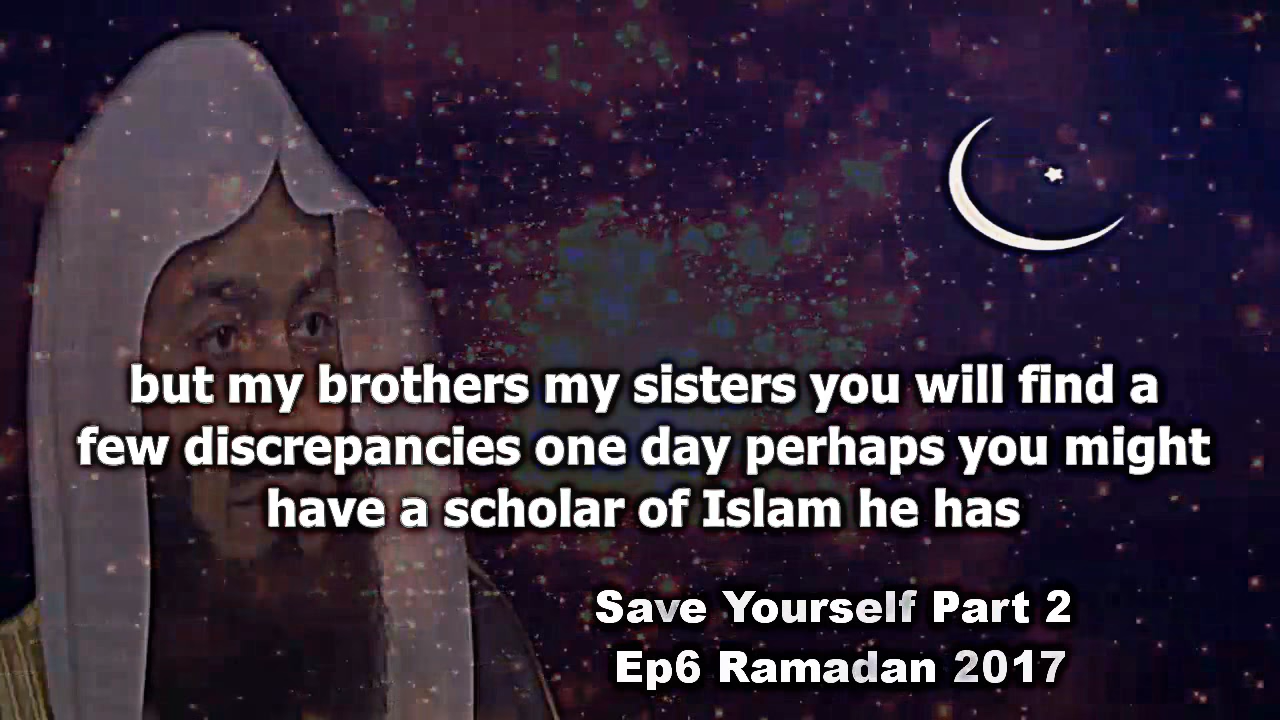 but my brothers my sisters you will find a
few discrepancies one day perhaps you might
have a scholar of Islam he has
Save Yourself Part 2
Ep6 Ramadan 2017